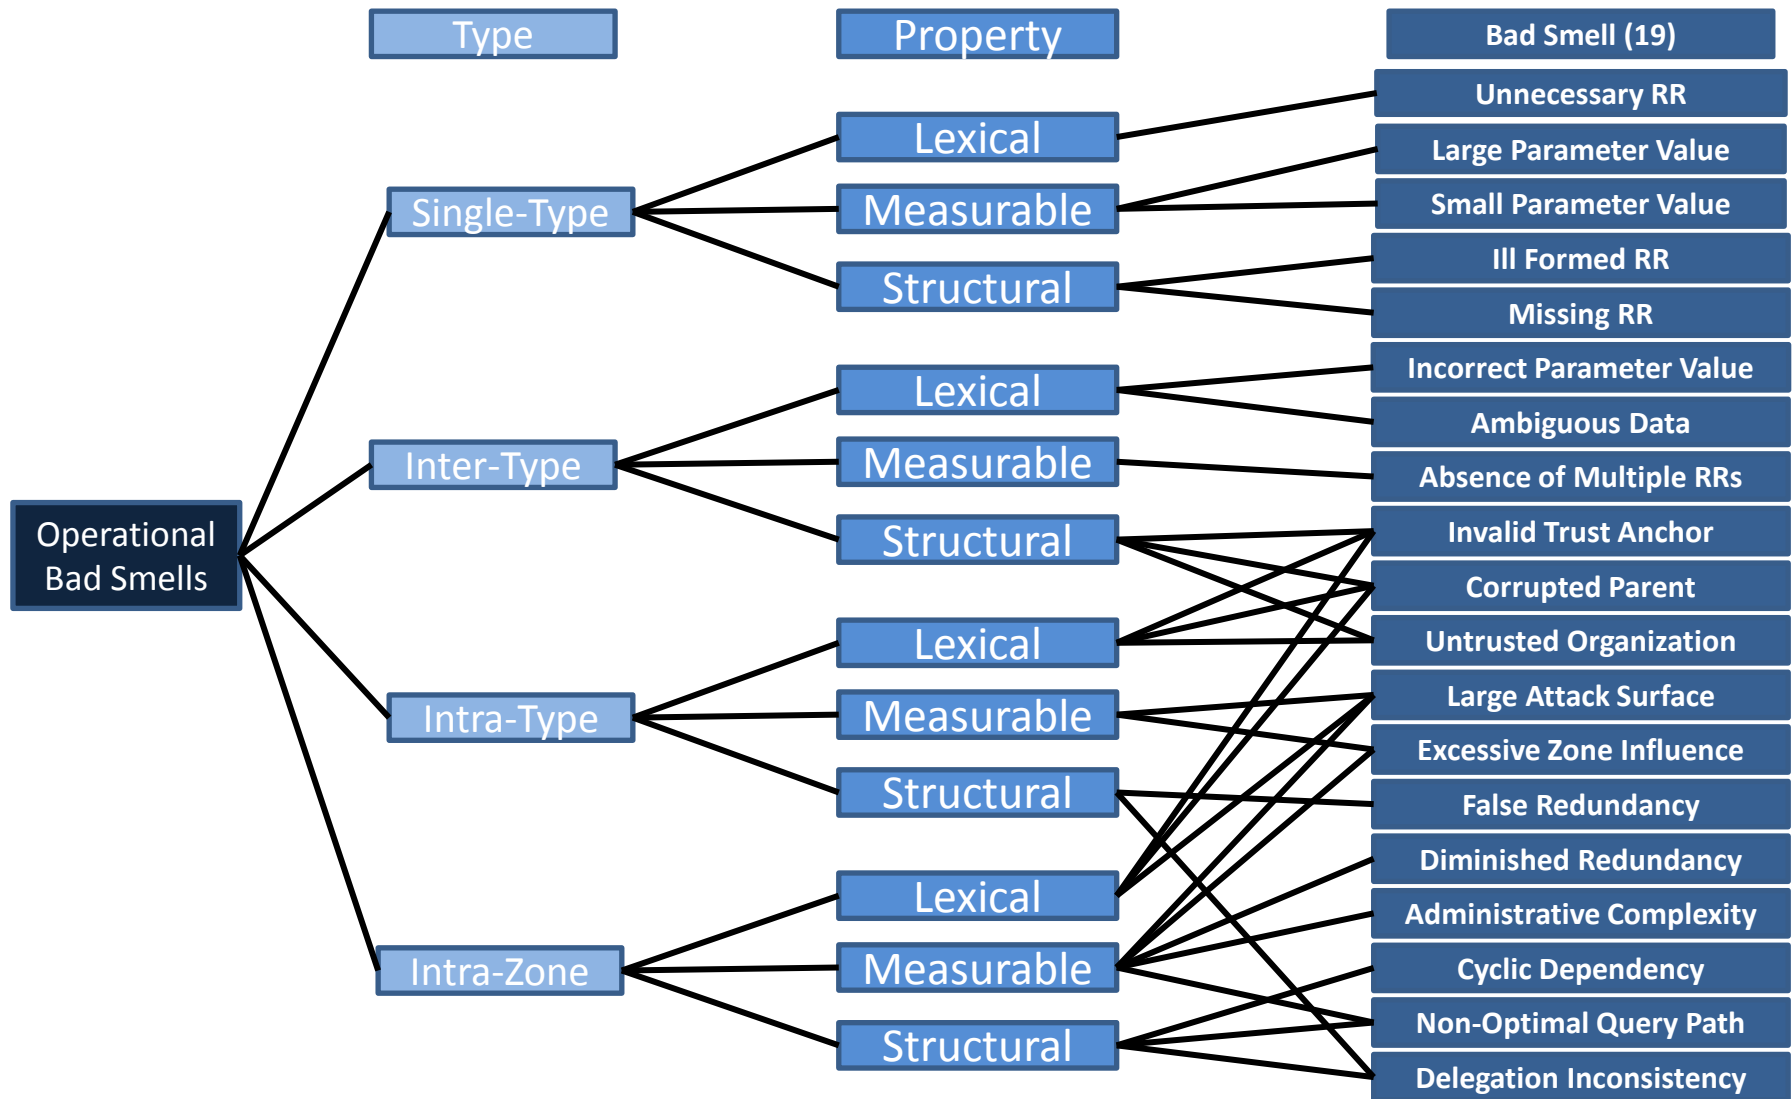 Type
Property
Bad Smell (19)
Unnecessary RR
Lexical
Large Parameter Value
Single-Type
Measurable
Small Parameter Value
Structural
Ill Formed RR
Missing RR
Lexical
Incorrect Parameter Value
Ambiguous Data
Inter-Type
Measurable
Absence of Multiple RRs
Operational
Bad Smells
Structural
Invalid Trust Anchor
Corrupted Parent
Lexical
Untrusted Organization
Intra-Type
Measurable
Large Attack Surface
Excessive Zone Influence
Structural
False Redundancy
Diminished Redundancy
Lexical
Administrative Complexity
Intra-Zone
Measurable
Cyclic Dependency
Non-Optimal Query Path
Structural
Delegation Inconsistency